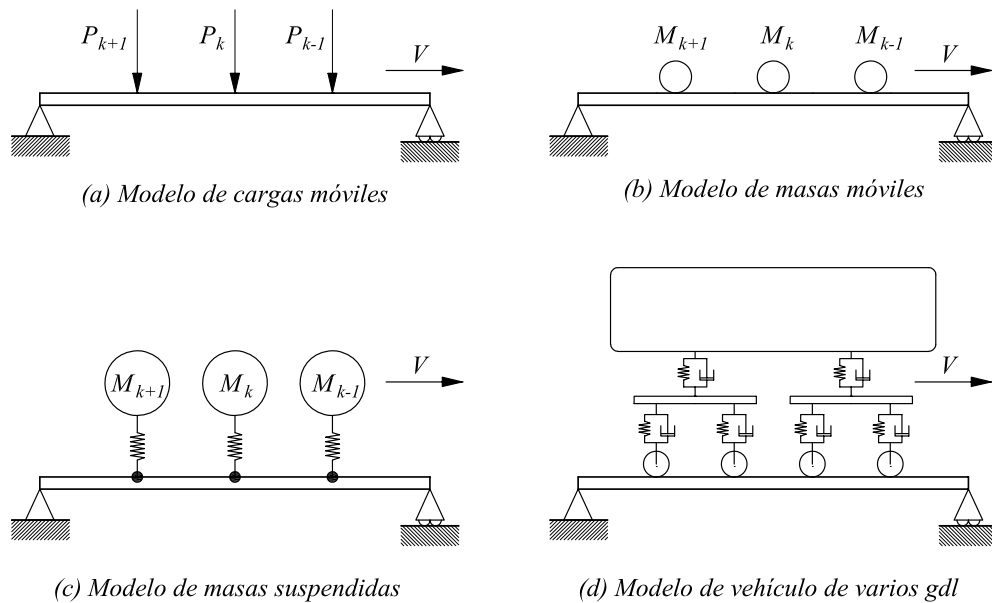 P_{k+1} P_k P_{k-1} V
M_{k+1} M_k M_{k-1} V
(a) Modelo de cargas móviles
(b) Modelo de masas móviles
M_{k+1} M_k M_{k-1} V
V
(c) Modelo de masas suspendidas
(d) Modelo de vehículo de varios gdl